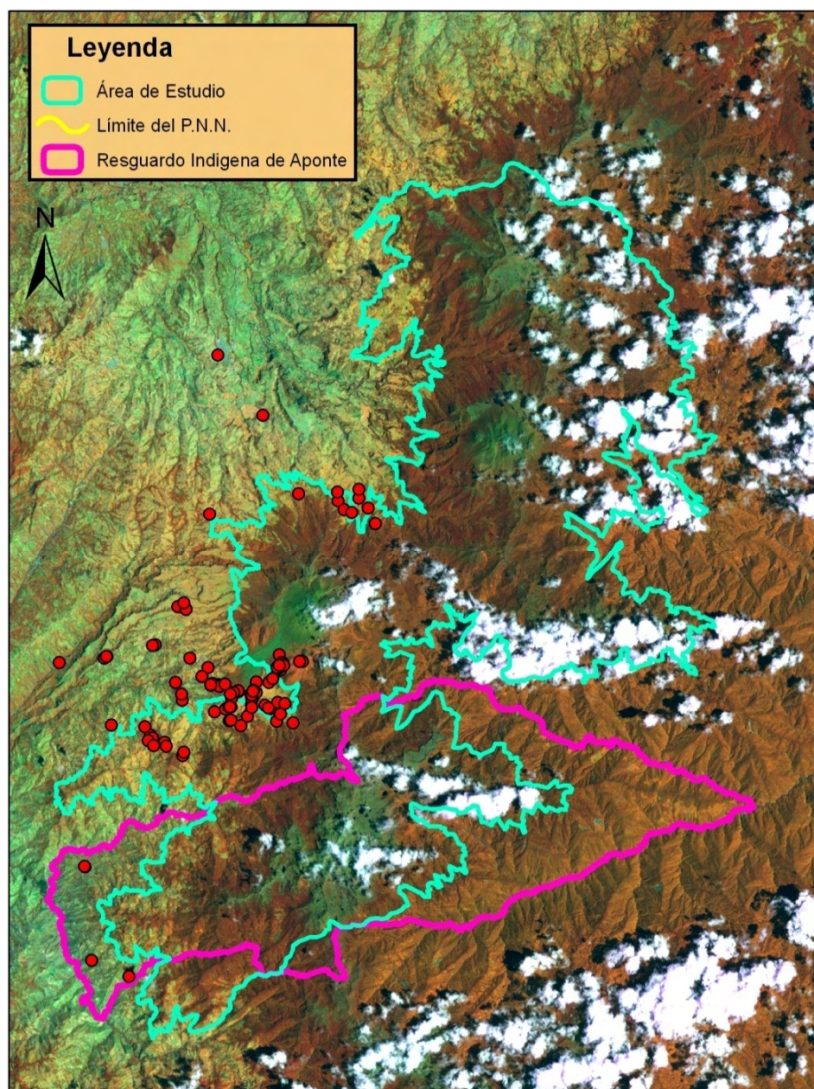 Leyenda
Área de Estudio
Límite del P.N.N.
Resguardo Indigena de Aponte
N